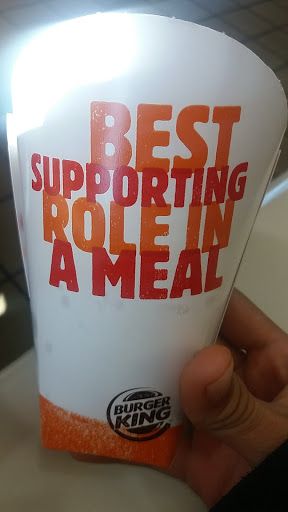 BEST
SUPPORTING
ROLE IN
A MEAL
BURGER
KING